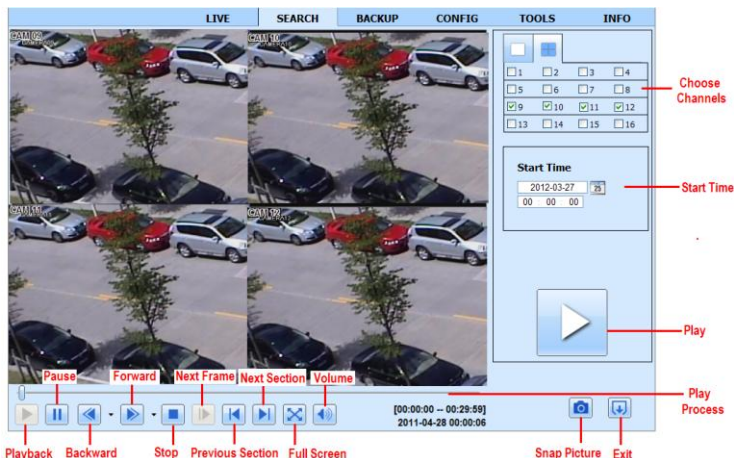 LIVE SEARCH BACKUP CONFIG TOOLS INFO
CAM 09
CAM 10
CAM 11
CAM 12
1 2 3 4
5 6 7 8
9 10 11 12
13 14 15 16
Choose
Channels
Start Time
2012-03-27 25
00 : 00 : 00
Start Time
Play
Pause Forward Next Frame Next Section Volume
Play
Process
[00:00:00 -- 00:29:59]
2011-04-28 00:00:06
Playback Backward Stop Previous Section Full Screen Snap Picture Exit